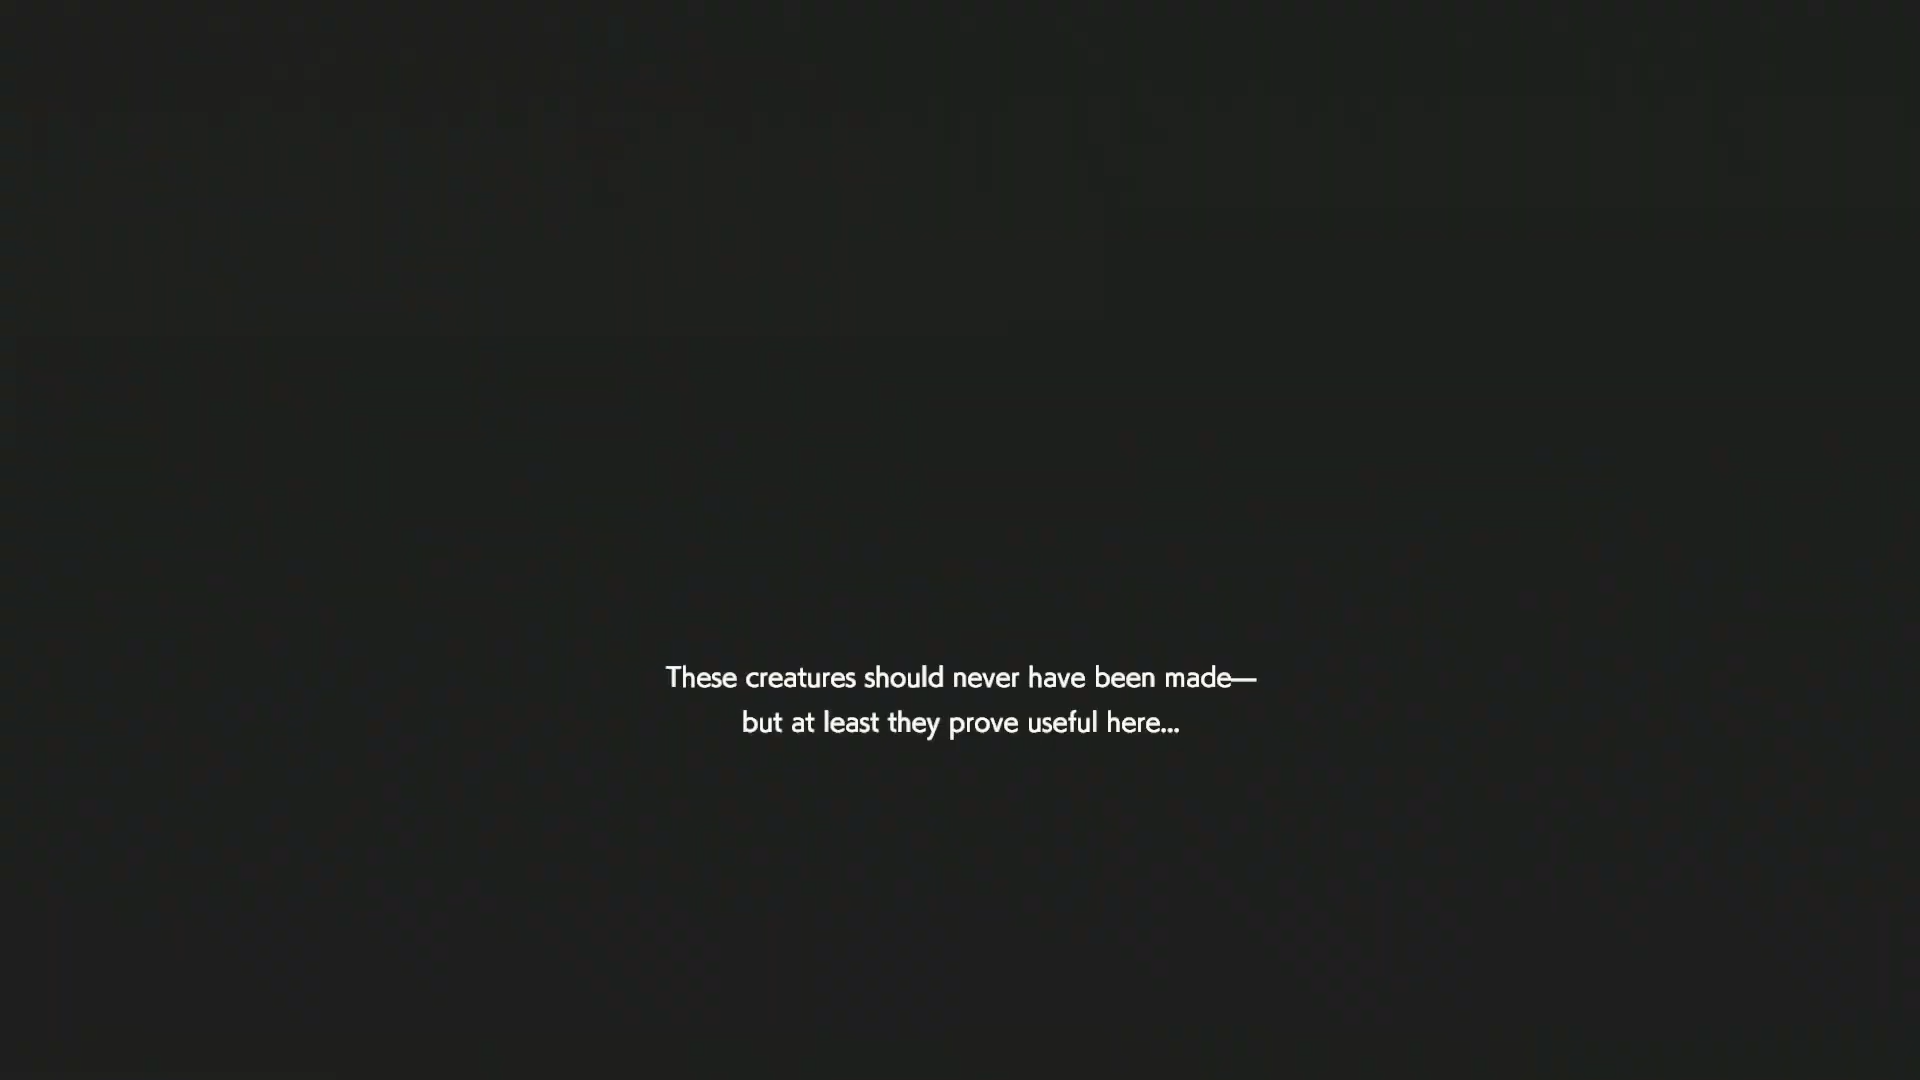 These creatures should never have been made—
but at least they prove useful here...